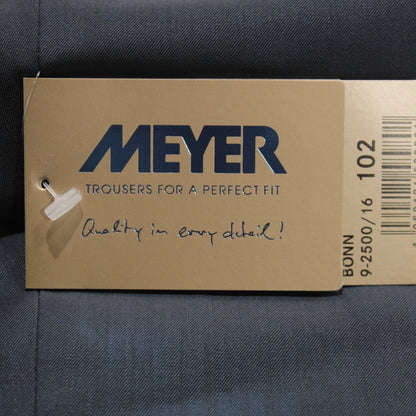 MEYER
TROUSERS FOR A PERFECT FIT
Quality in every detail!
BONN
9-2500/16 102